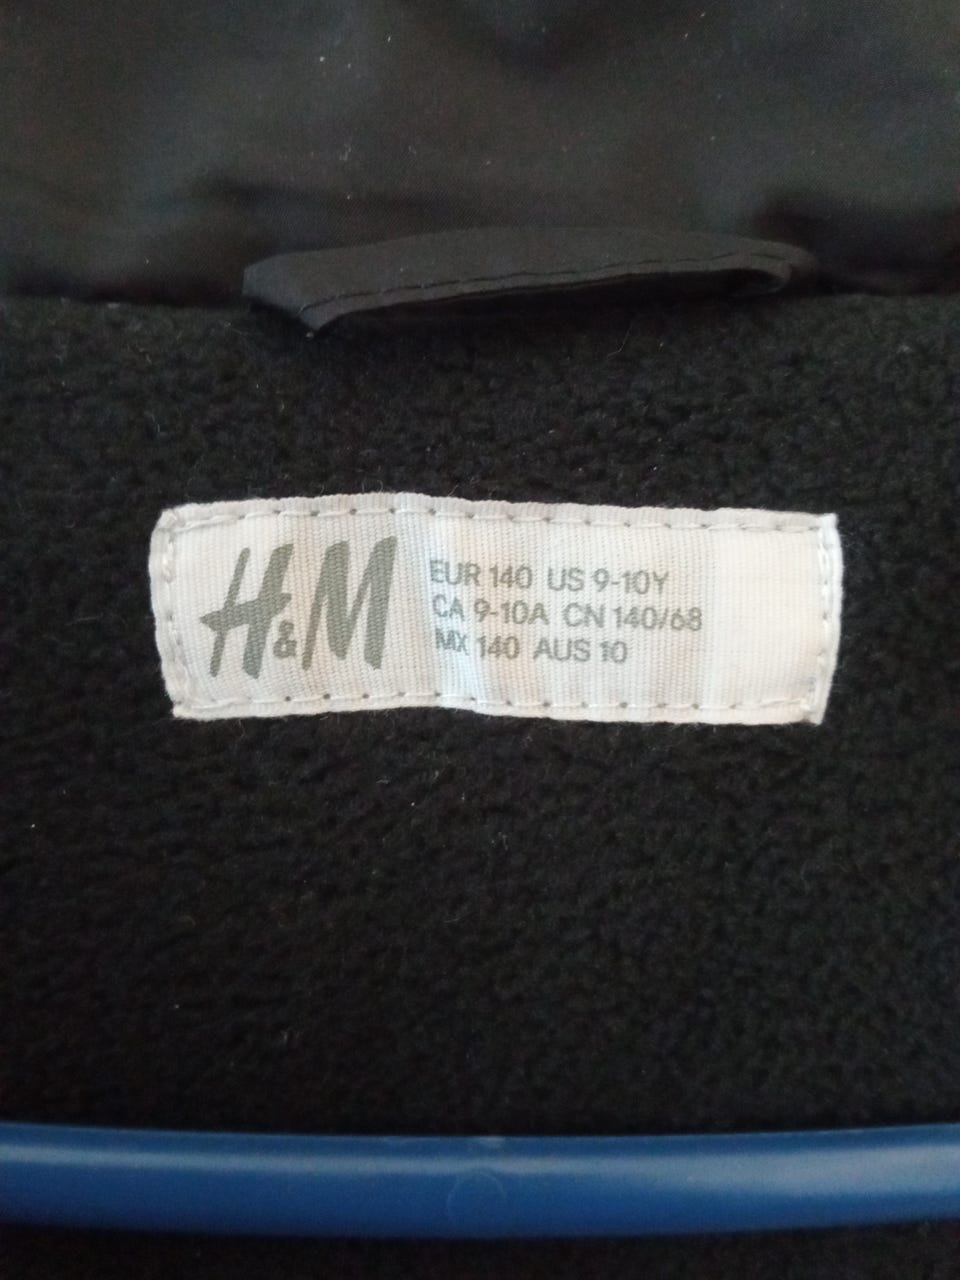 H&M
EUR 140 US 9-10Y
CA 9-10A CN 140/68
MX 140 AUS 10